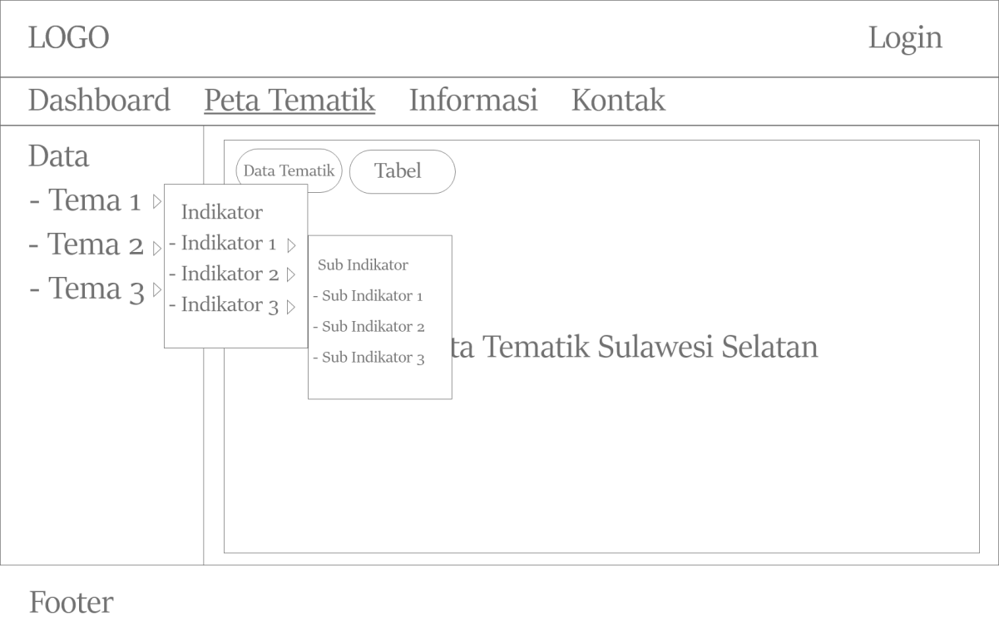 LOGO
Login
Dashboard Peta Tematik Informasi Kontak
Data
- Tema 1
- Tema 2
- Tema 3
Data Tematik
Tabel
Indikator
- Indikator 1
- Indikator 2
- Indikator 3
Sub Indikator
- Sub Indikator 1
- Sub Indikator 2
- Sub Indikator 3
ta Tematik Sulawesi Selatan
Footer